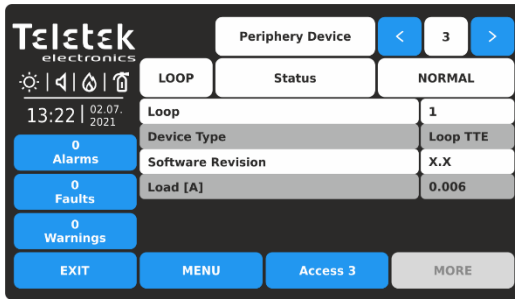 Teletek
electronics
Periphery Device
<
3
>
LOOP
Status
NORMAL
13:22
02.07.
2021
Loop
1
Device Type
Loop TTE
Software Revision
X.X
Load [A]
0.006
0
Alarms
0
Faults
0
Warnings
EXIT
MENU
Access 3
MORE